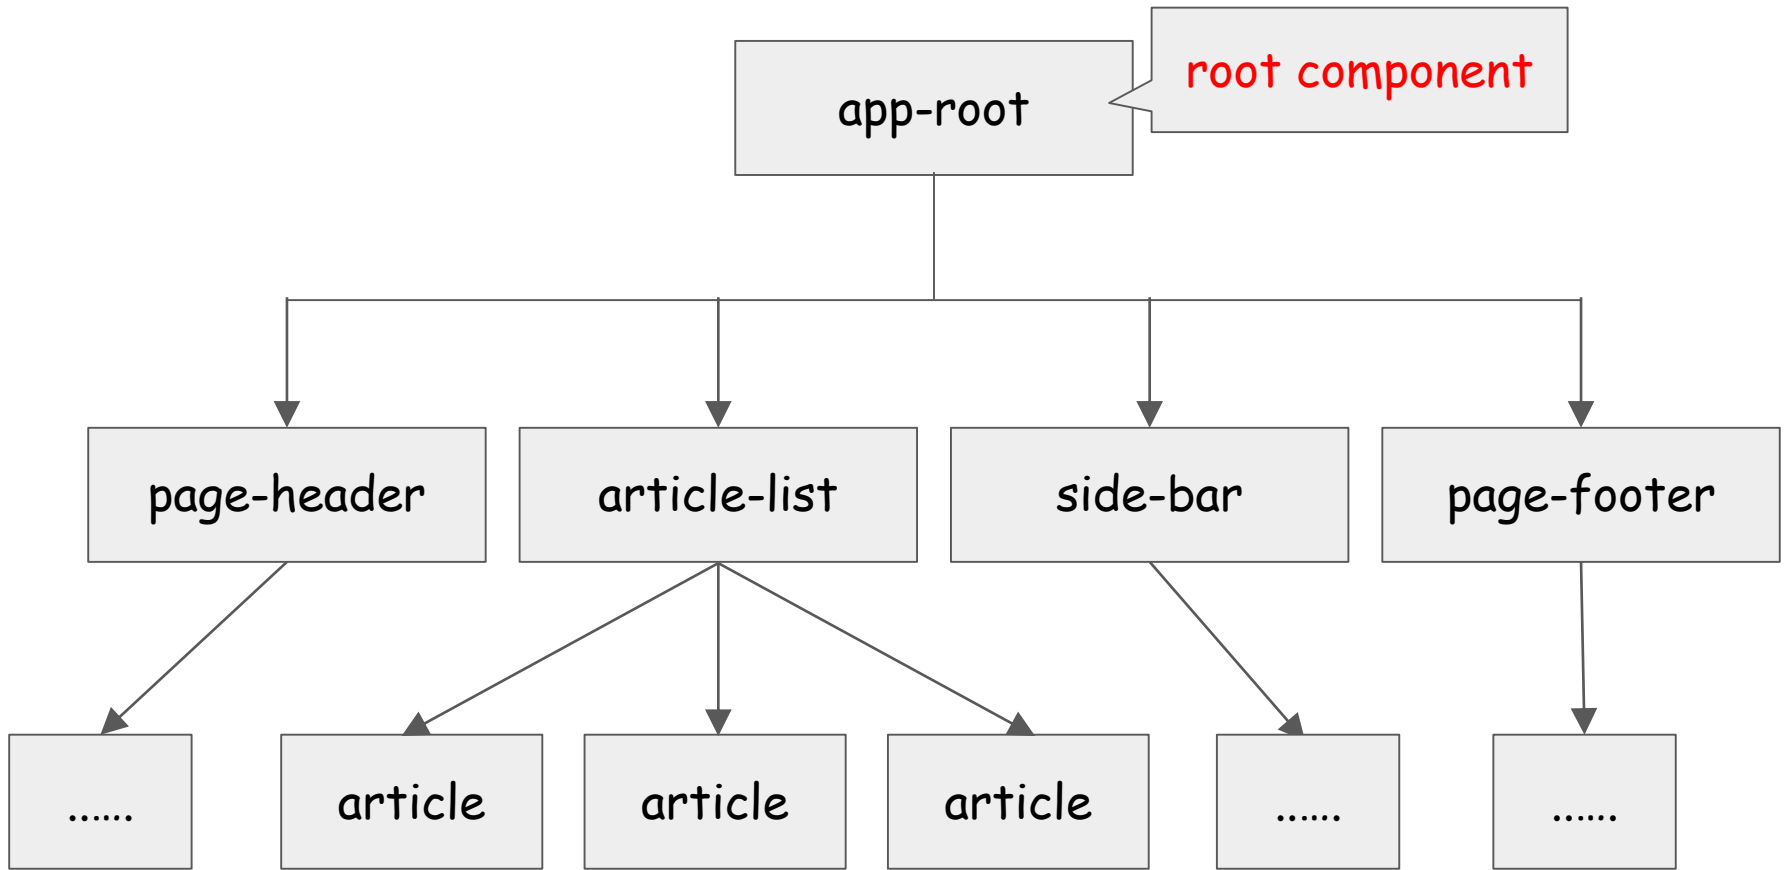 app-root
root component
page-header
article-list
side-bar
page-footer
......
article
article
article
......
......